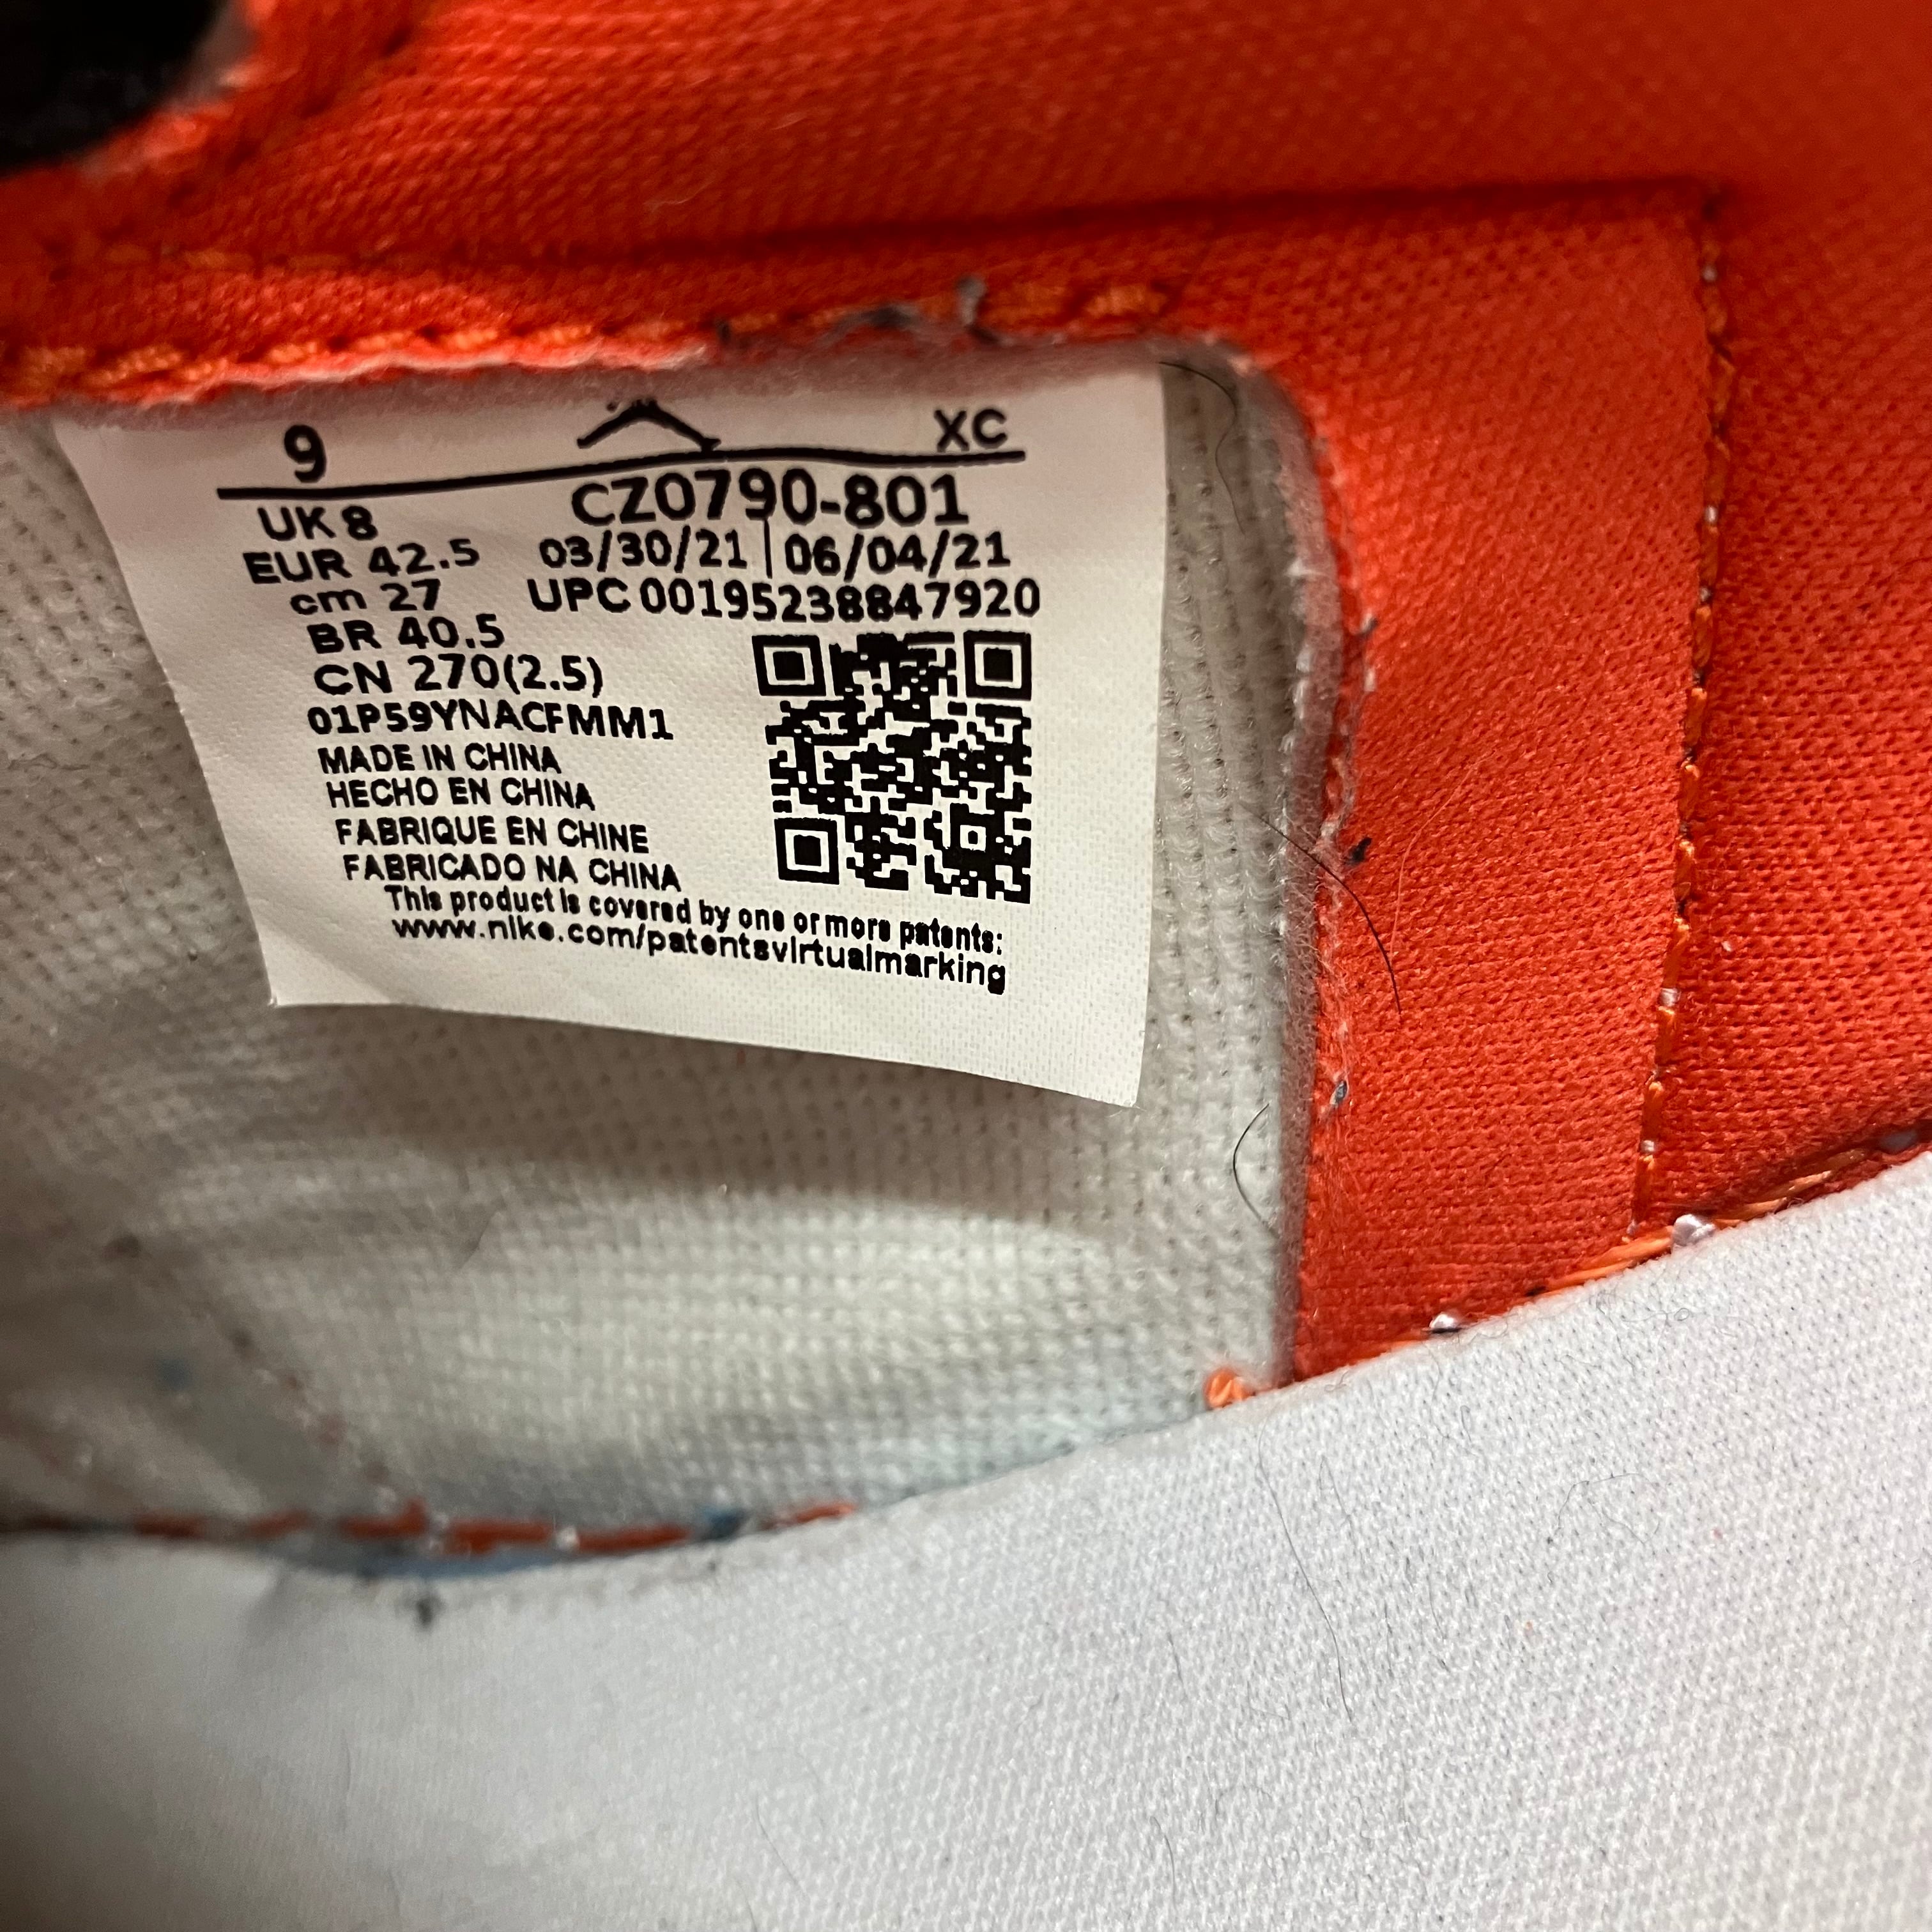 9 XC
UK 8 CZ0790-801
EUR 42.5 03/30/21 | 06/04/21
cm 27 UPC 00195238847920
BR 40.5
CN 270(2.5)
01P59YNACFMM1
MADE IN CHINA
HECHO EN CHINA
FABRIQUE EN CHINE
FABRICADO NA CHINA
This product is covered by one or more patents:
www.nike.com/patentsvirtualmarking